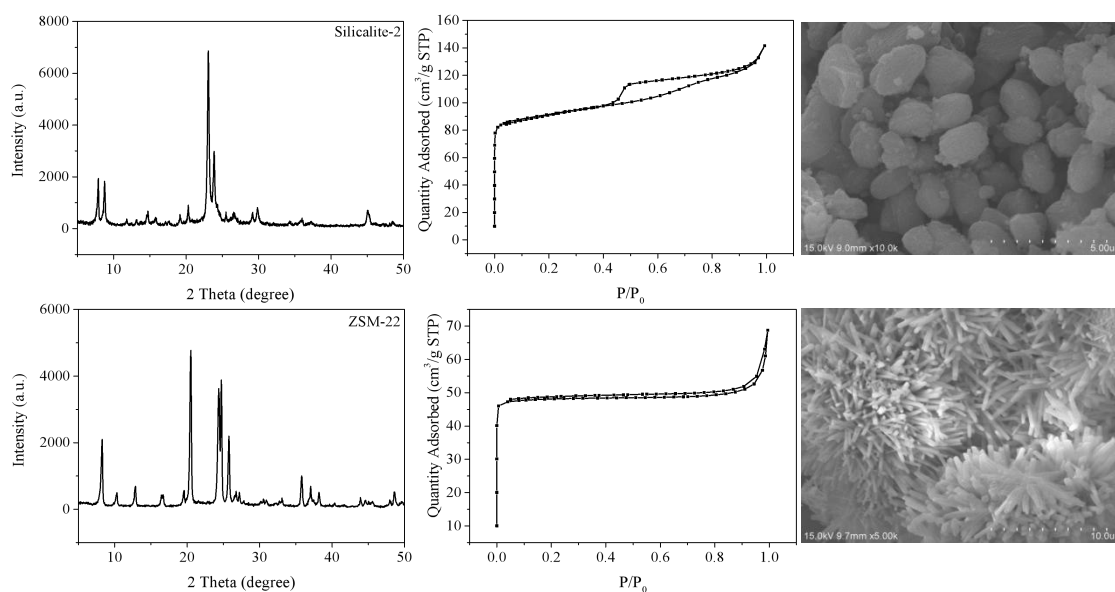 Silicalite-2
8000
6000
4000
2000
0
Intensity (a.u.)
10 20 30 40 50
2 Theta (degree)
160
140
120
100
80
60
40
20
0
Quantity Adsorbed (cm³/g STP)
0.0 0.2 0.4 0.6 0.8 1.0
P/P₀
15.0kV 9.0mm x10.0k 5.00u
ZSM-22
6000
4000
2000
0
Intensity (a.u.)
10 20 30 40 50
2 Theta (degree)
70
60
50
40
30
20
10
Quantity Adsorbed (cm³/g STP)
0.0 0.2 0.4 0.6 0.8 1.0
P/P₀
15.0kV 9.7mm x5.00k 10.0u